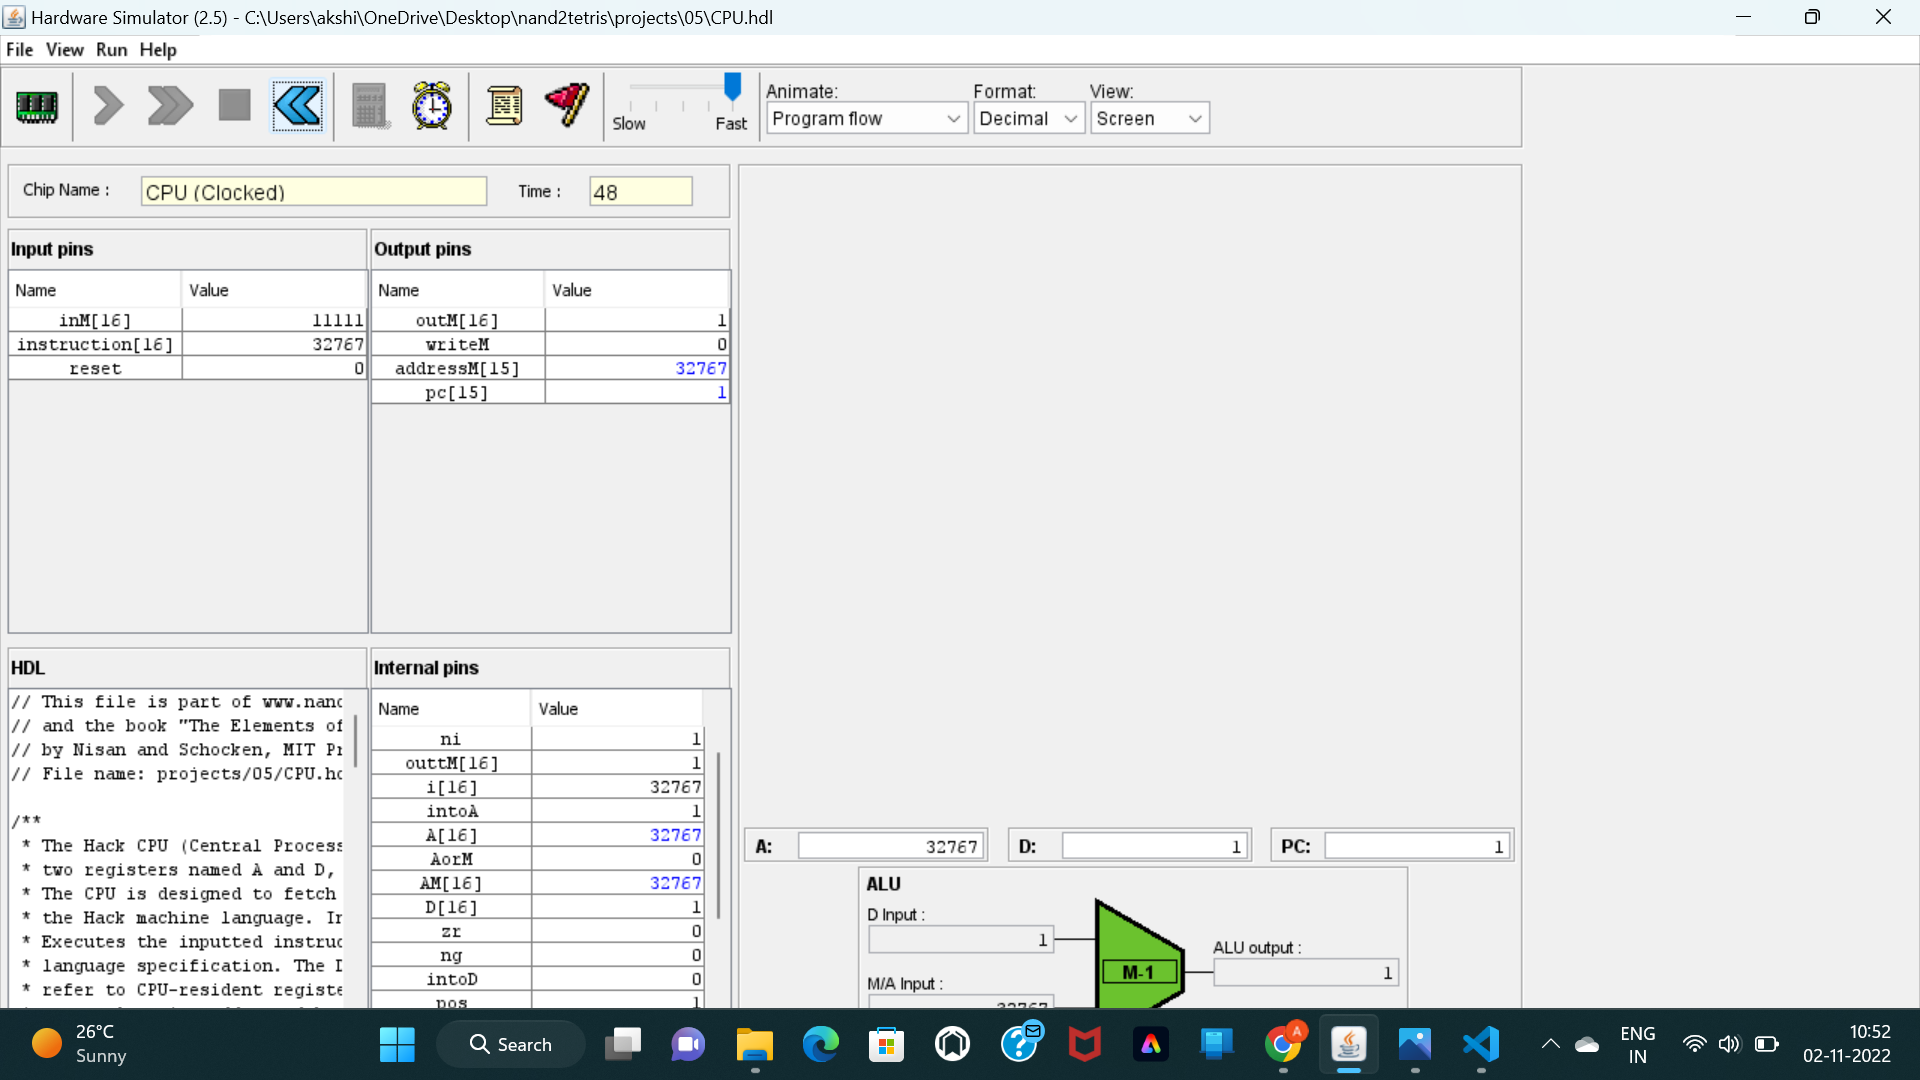 Hardware Simulator (2.5) - C:\Users\akshi\OneDrive\Desktop\nand2tetris\projects\05\CPU.hdl
File View Run Help
Slow Fast
Animate: Format: View:
Program flow Decimal Screen
Chip Name : CPU (Clocked) Time : 48
Input pins
Name Value
inM[16] 11111
instruction[16] 32767
reset 0
Output pins
Name Value
outM[16] 1
writeM 0
addressM[15] 32767
pc[15] 1
HDL
// This file is part of www.nand
// and the book "The Elements of
// by Nisan and Schocken, MIT Pr
// File name: projects/05/CPU.hd
/**
* The Hack CPU (Central Process
* two registers named A and D,
* The CPU is designed to fetch
* the Hack machine language. In
* Executes the inputted instruc
* language specification. The D
* refer to CPU-resident registe
Internal pins
Name Value
ni 1
outtM[16] 1
i[16] 32767
intoA 1
A[16] 32767
AorM 0
AM[16] 32767
D[16] 1
zr 0
ng 0
intoD 0
pos 1
A: 32767 D: 1 PC: 1
ALU
D Input :
1
M/A Input :
32767
M-1
ALU output :
1
26°C
Sunny
Search
A
ENG
IN
10:52
02-11-2022